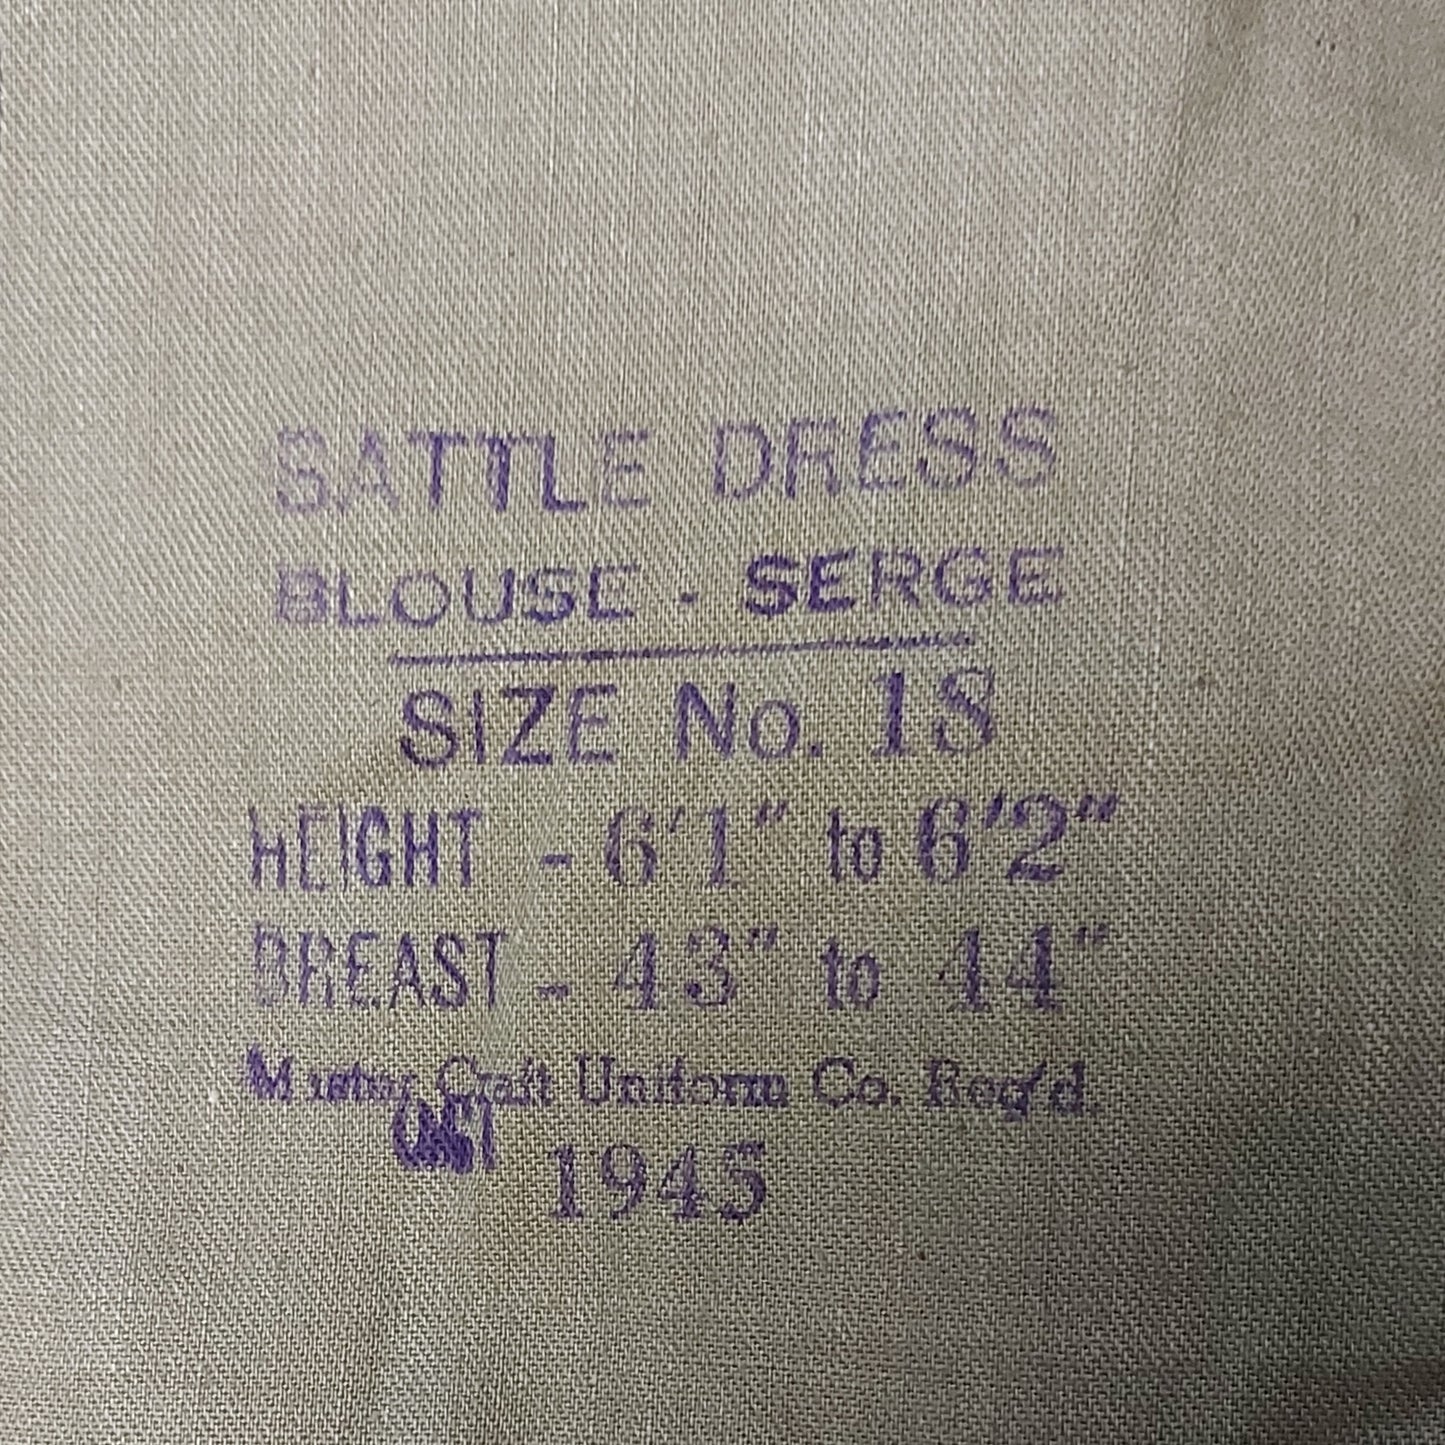 BATTLE DRESS
BLOUSE - SERGE
SIZE No. 18
HEIGHT - 6'1" to 6'2"
BREAST - 43" to 44"
Master Craft Uniform Co. Reg'd
1945